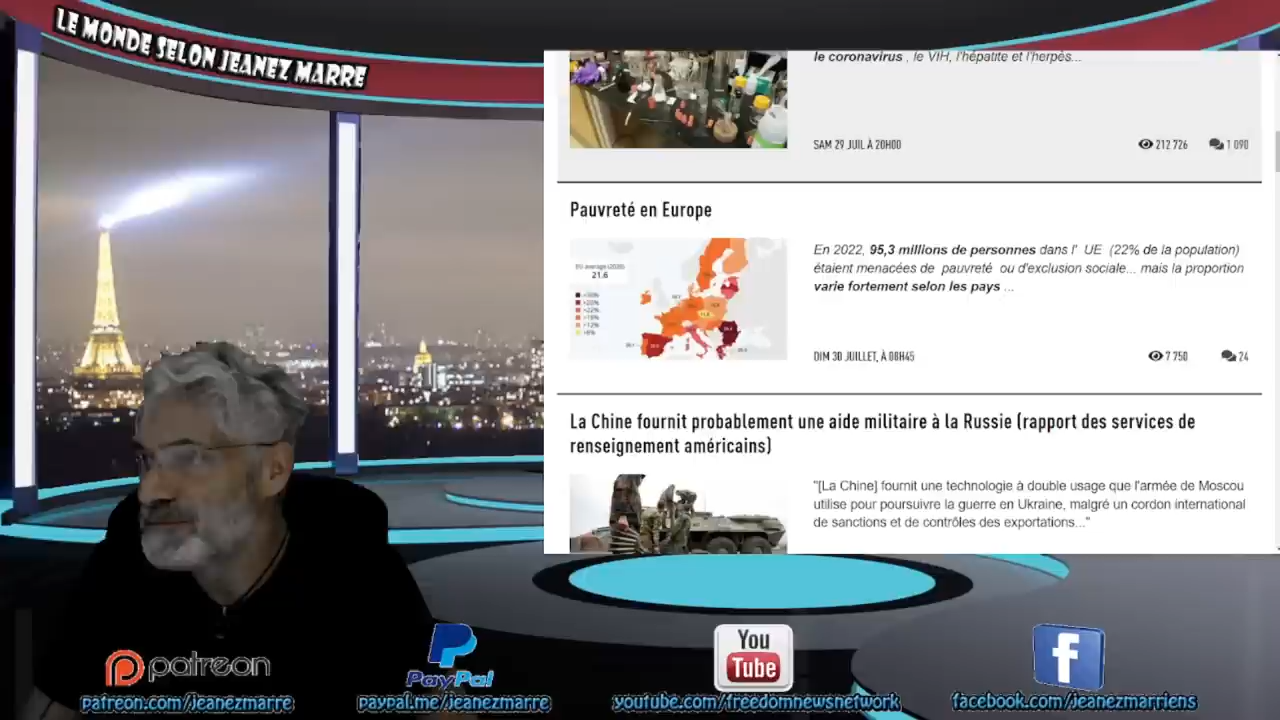 LE MONDE SELON JEANEZ MARRE
le coronavirus , le VIH, l'hépatite et l'herpès...
SAM 29 JUIL À 20H00
212 726
1 090
Pauvreté en Europe
21.6
En 2022, 95,3 millions de personnes dans l' UE (22% de la population)
étaient menacées de pauvreté ou d'exclusion sociale... mais la proportion
varie fortement selon les pays ...
DIM 30 JUILLET, À 08H45
7 750
24
La Chine fournit probablement une aide militaire à la Russie (rapport des services de
renseignement américains)
"[La Chine] fournit une technologie à double usage que l'armée de Moscou
utilise pour poursuivre la guerre en Ukraine, malgré un cordon international
de sanctions et de contrôles des exportations..."
patreon
PayPal
You
Tube
f
patreon.com/jeanezmarre
paypal.me/jeanezmarre
youtube.com/freedomnewsnetwork
facebook.com/jeanezmarriens